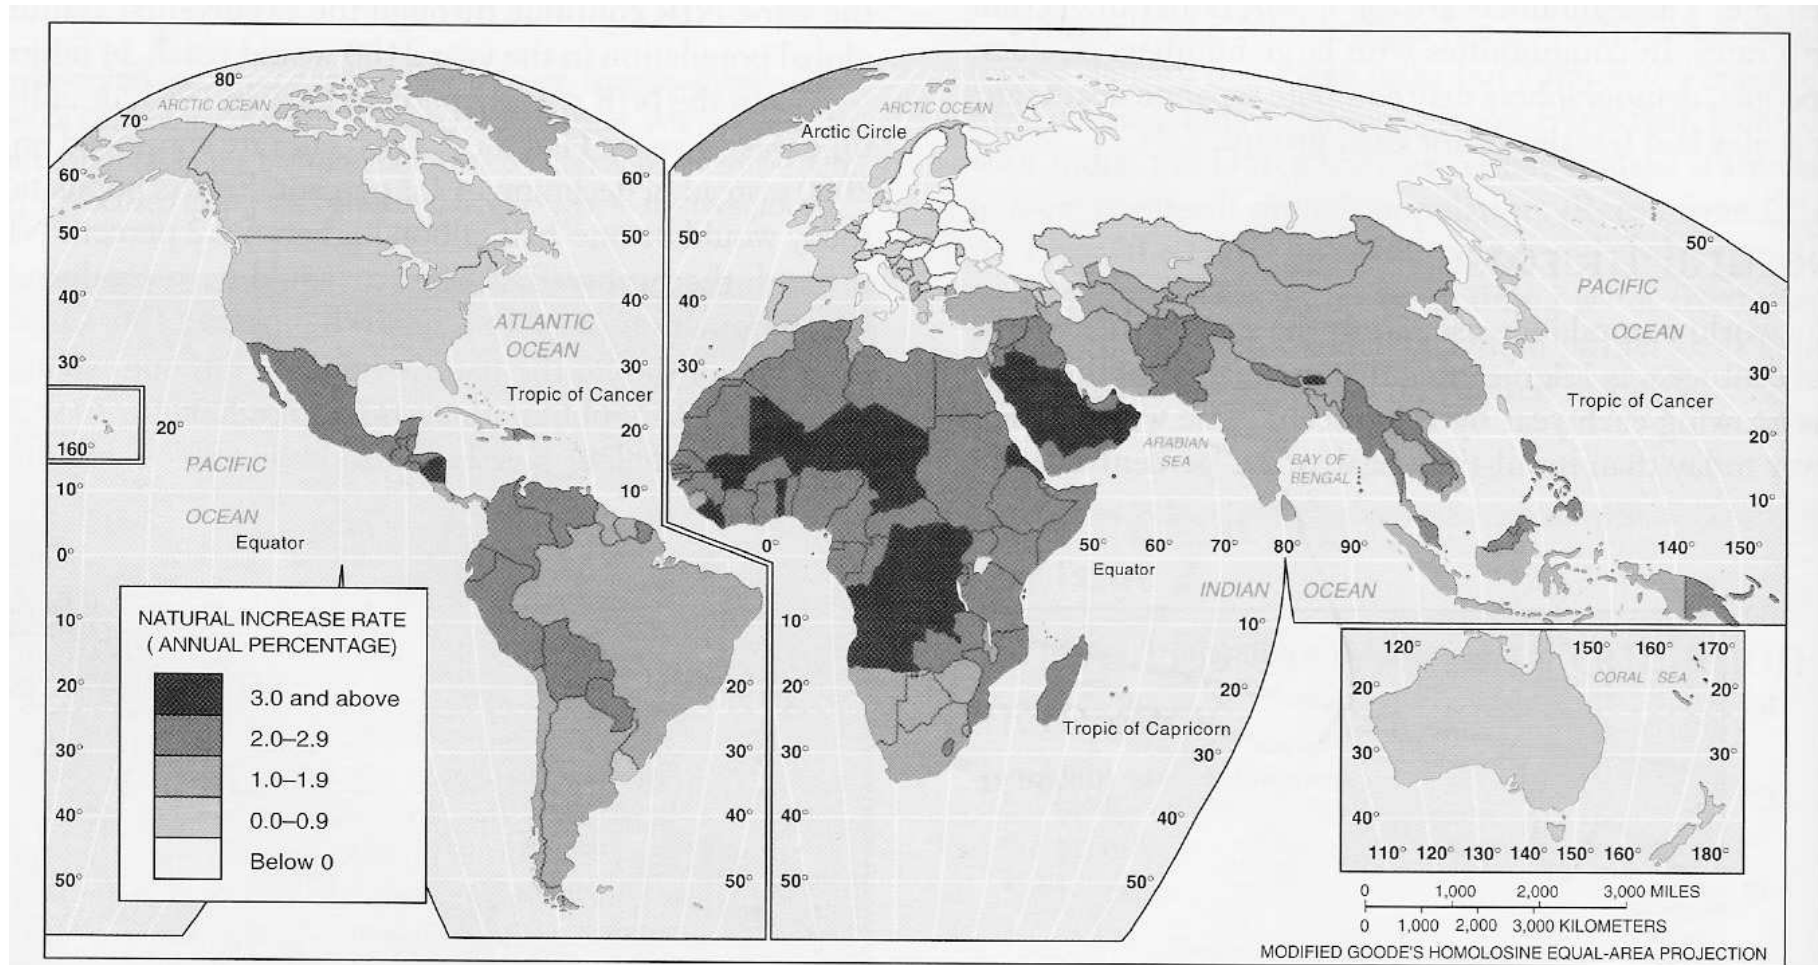 80°
ARCTIC OCEAN
70°
60°
50°
40°
30°
20°
160°
10°
0°
10°
20°
30°
40°
50°
PACIFIC
OCEAN
Equator
ATLANTIC
OCEAN
Tropic of Cancer
60°
50°
40°
30°
20°
10°
20°
30°
40°
50°
NATURAL INCREASE RATE
( ANNUAL PERCENTAGE)
3.0 and above
2.0–2.9
1.0–1.9
0.0–0.9
Below 0
ARCTIC OCEAN
Arctic Circle
50°
40°
30°
0°
10°
20°
30°
40°
50°
50°
PACIFIC
OCEAN
40°
30°
Tropic of Cancer
20°
10°
ARABIAN
SEA
BAY OF
BENGAL
50° 60° 70° 80° 90°
140° 150°
Equator
INDIAN OCEAN
10°
20°
Tropic of Capricorn
30°
40°
50°
120° 150° 160° 170°
CORAL SEA
20° 20°
30° 30°
40°
110° 120° 130° 140° 150° 160° 180°
0 1,000 2,000 3,000 MILES
0 1,000 2,000 3,000 KILOMETERS
MODIFIED GOODE'S HOMOLOSINE EQUAL-AREA PROJECTION